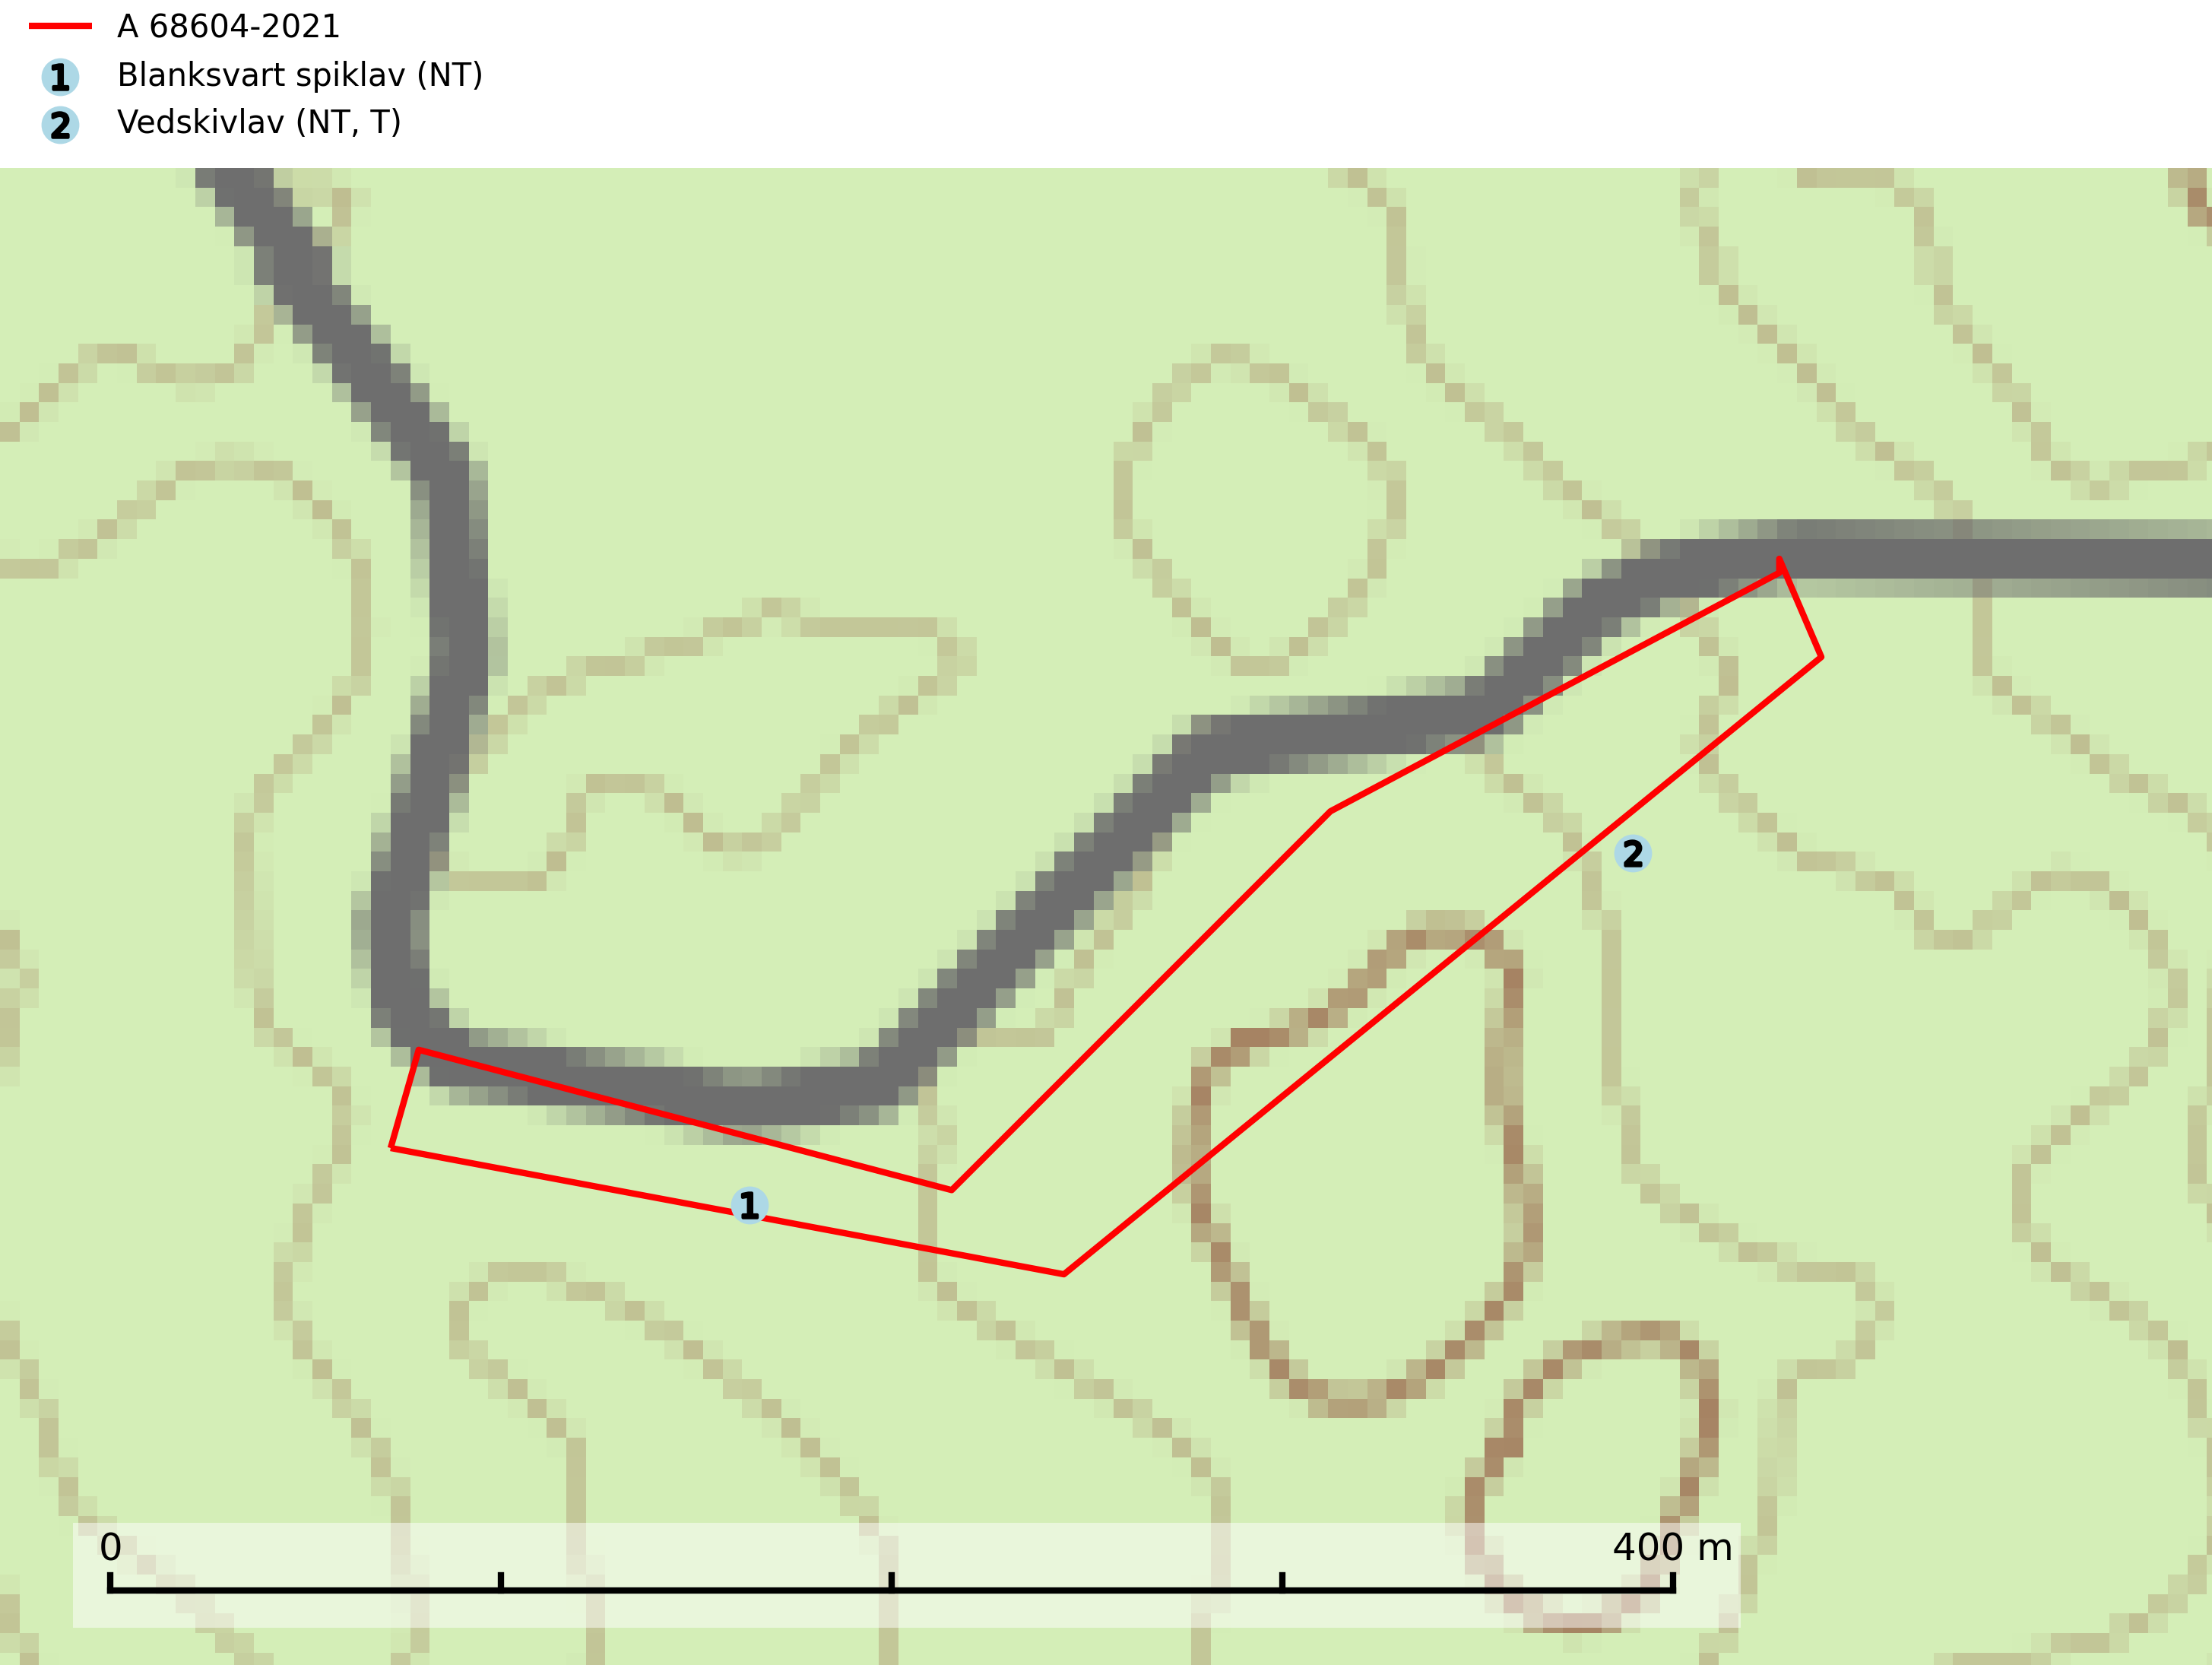 A 68604-2021
1 Blanksvart spiklav (NT)
2 Vedskivlav (NT, T)
2
1
0 400 m